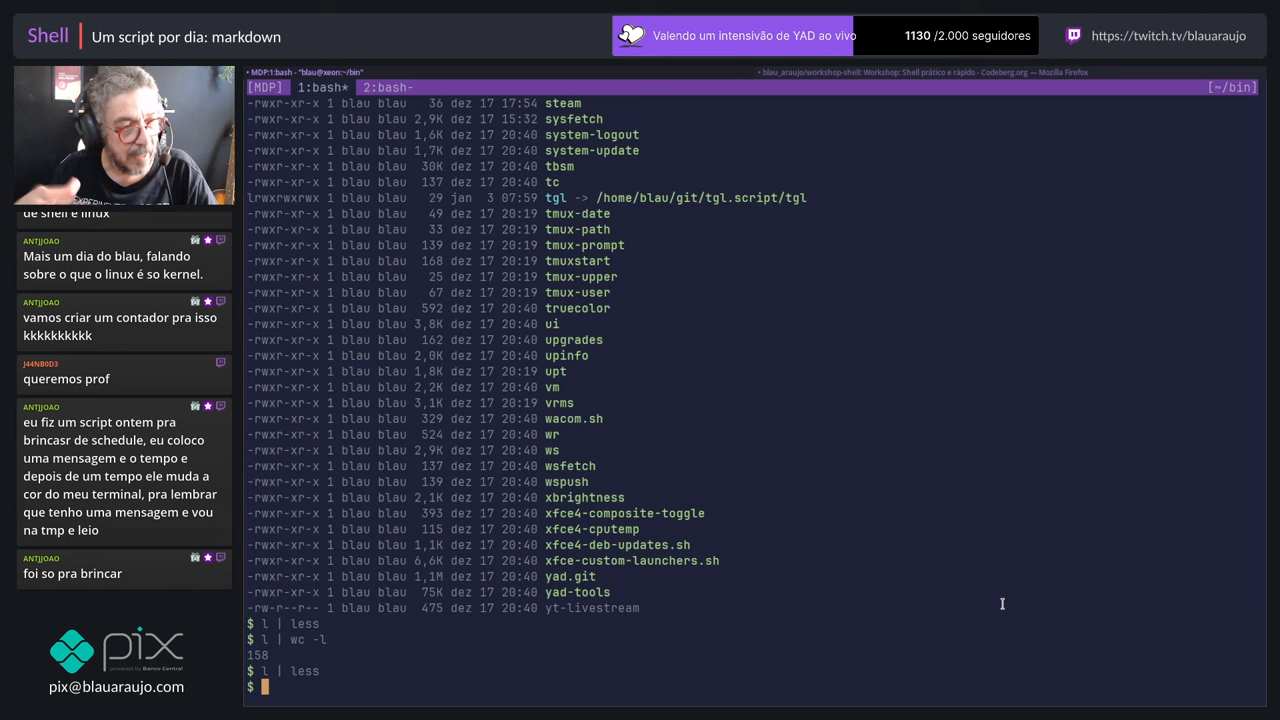 Shell
Um script por dia: markdown
Valendo um intensivão de YAD ao vivo
1130 /2.000 seguidores
https://twitch.tv/blauaraujo
• MDP:1:bash - "blau@xeon:~/bin"
• blau_araujo/workshop-shell: Workshop: Shell prático e rápido - Codeberg.org — Mozilla Firefox
[MDP] 1:bash* 2:bash- [~/bin]
-rwxr-xr-x 1 blau blau 36 dez 17 17:54 steam
-rwxr-xr-x 1 blau blau 2,9K dez 17 15:32 sysfetch
-rwxr-xr-x 1 blau blau 1,6K dez 17 20:40 system-logout
-rwxr-xr-x 1 blau blau 1,7K dez 17 20:40 system-update
-rwxr-xr-x 1 blau blau 30K dez 17 20:40 tbsm
-rwxr-xr-x 1 blau blau 137 dez 17 20:40 tc
lrwxrwxrwx 1 blau blau 29 jan 3 07:59 tgl -> /home/blau/git/tgl.script/tgl
-rwxr-xr-x 1 blau blau 49 dez 17 20:19 tmux-date
-rwxr-xr-x 1 blau blau 33 dez 17 20:19 tmux-path
-rwxr-xr-x 1 blau blau 139 dez 17 20:19 tmux-prompt
-rwxr-xr-x 1 blau blau 168 dez 17 20:19 tmuxstart
-rwxr-xr-x 1 blau blau 25 dez 17 20:19 tmux-upper
-rwxr-xr-x 1 blau blau 67 dez 17 20:19 tmux-user
-rwxr-xr-x 1 blau blau 592 dez 17 20:40 truecolor
-rwxr-xr-x 1 blau blau 3,8K dez 17 20:40 ui
-rwxr-xr-x 1 blau blau 162 dez 17 20:40 upgrades
-rwxr-xr-x 1 blau blau 2,0K dez 17 20:40 upinfo
-rwxr-xr-x 1 blau blau 1,8K dez 17 20:19 upt
-rwxr-xr-x 1 blau blau 2,2K dez 17 20:40 vm
-rwxr-xr-x 1 blau blau 3,1K dez 17 20:19 vrms
-rwxr-xr-x 1 blau blau 329 dez 17 20:40 wacom.sh
-rwxr-xr-x 1 blau blau 524 dez 17 20:40 wr
-rwxr-xr-x 1 blau blau 2,9K dez 17 20:40 ws
-rwxr-xr-x 1 blau blau 137 dez 17 20:40 wsfetch
-rwxr-xr-x 1 blau blau 139 dez 17 20:40 wspush
-rwxr-xr-x 1 blau blau 2,1K dez 17 20:40 xbrightness
-rwxr-xr-x 1 blau blau 393 dez 17 20:40 xfce4-composite-toggle
-rwxr-xr-x 1 blau blau 115 dez 17 20:40 xfce4-cputemp
-rwxr-xr-x 1 blau blau 1,1K dez 17 20:40 xfce4-deb-updates.sh
-rwxr-xr-x 1 blau blau 6,6K dez 17 20:40 xfce-custom-launchers.sh
-rwxr-xr-x 1 blau blau 1,1M dez 17 20:40 yad.git
-rwxr-xr-x 1 blau blau 75K dez 17 20:40 yad-tools
-rw-r--r-- 1 blau blau 475 dez 17 20:40 yt-livestream
$ l | less
$ l | wc -l
158
$ l | less
$
de shell e linux
ANTJJOAO
Mais um dia do blau, falando
sobre o que o linux é so kernel.
ANTJJOAO
vamos criar um contador pra isso
kkkkkkkkkk
J44NB0D3
queremos prof
ANTJJOAO
eu fiz um script ontem pra
brincasr de schedule, eu coloco
uma mensagem e o tempo e
depois de um tempo ele muda a
cor do meu terminal, pra lembrar
que tenho uma mensagem e vou
na tmp e leio
ANTJJOAO
foi so pra brincar
pix
powered by Banco Central
pix@blauaraujo.com